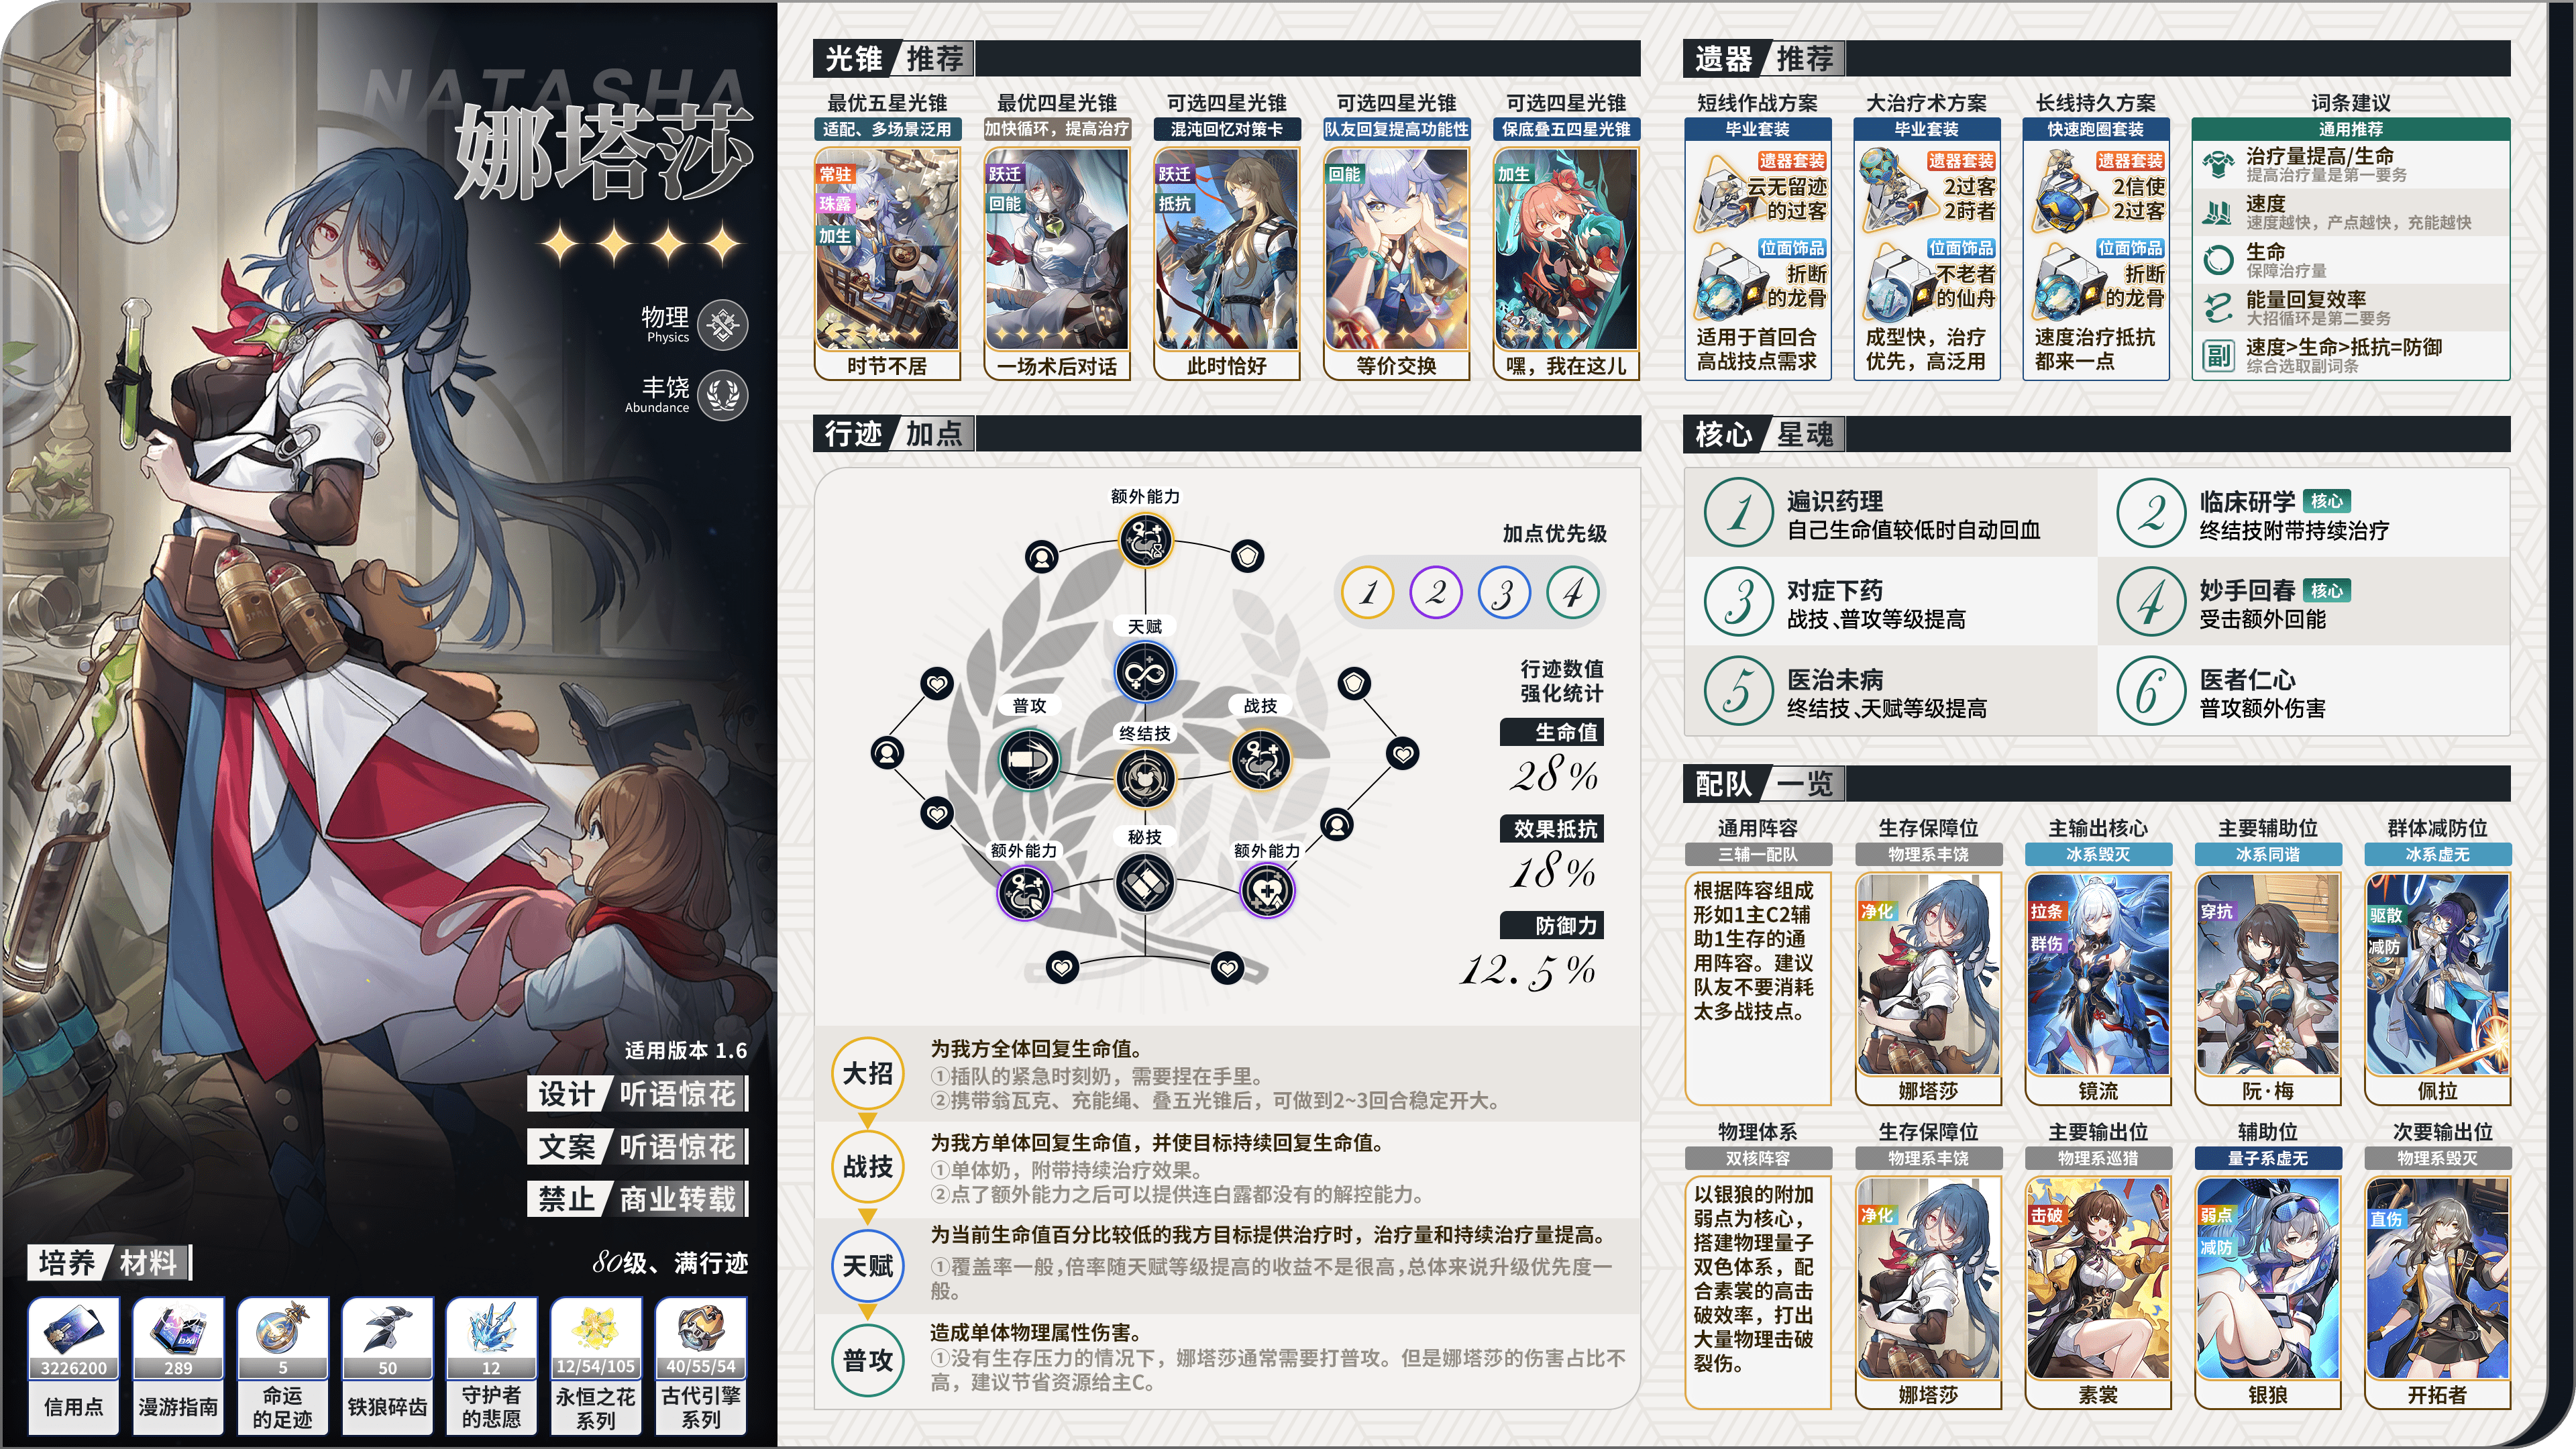 NATASHA
娜塔莎
物理
Physics
丰饶
Abundance
适用版本 1.6
设计 听语惊花
文案 听语惊花
禁止 商业转载
培养 材料
80级、满行迹
3226200
信用点
289
漫游指南
5
命运
的足迹
50
铁狼碎齿
12
守护者
的悲愿
12/54/105
永恒之花
系列
40/55/54
古代引擎
系列
光锥 推荐
最优五星光锥
适配、多场景泛用
常驻
珠露
加生
时节不居
最优四星光锥
加快循环，提高治疗
跃迁
回能
一场术后对话
可选四星光锥
混沌回忆对策卡
跃迁
抵抗
此时恰好
可选四星光锥
队友回复提高功能性
回能
等价交换
可选四星光锥
保底叠五四星光锥
加生
嘿，我在这儿
行迹 加点
额外能力
天赋
普攻
战技
终结技
秘技
额外能力
额外能力
加点优先级
1 2 3 4
行迹数值
强化统计
生命值
28%
效果抵抗
18%
防御力
12.5%
大招
为我方全体回复生命值。
①插队的紧急时刻奶，需要捏在手里。
②携带翁瓦克、充能绳、叠五光锥后，可做到2~3回合稳定开大。
战技
为我方单体回复生命值，并使目标持续回复生命值。
①单体奶，附带持续治疗效果。
②点了额外能力之后可以提供连白露都没有的解控能力。
天赋
为当前生命值百分比较低的我方目标提供治疗时，治疗量和持续治疗量提高。
①覆盖率一般,倍率随天赋等级提高的收益不是很高,总体来说升级优先度一
般。
普攻
造成单体物理属性伤害。
①没有生存压力的情况下，娜塔莎通常需要打普攻。但是娜塔莎的伤害占比不
高，建议节省资源给主C。
遗器 推荐
短线作战方案
毕业套装
遗器套装
云无留迹
的过客
位面饰品
折断
的龙骨
适用于首回合
高战技点需求
大治疗术方案
毕业套装
遗器套装
2过客
2莳者
位面饰品
不老者
的仙舟
成型快，治疗
优先，高泛用
长线持久方案
快速跑圈套装
遗器套装
2信使
2过客
位面饰品
折断
的龙骨
速度治疗抵抗
都来一点
词条建议
通用推荐
治疗量提高/生命
提高治疗量是第一要务
速度
速度越快，产点越快，充能越快
生命
保障治疗量
能量回复效率
大招循环是第二要务
副
速度>生命>抵抗=防御
综合选取副词条
核心 星魂
1
遍识药理
自己生命值较低时自动回血
2
临床研学 核心
终结技附带持续治疗
3
对症下药
战技、普攻等级提高
4
妙手回春 核心
受击额外回能
5
医治未病
终结技、天赋等级提高
6
医者仁心
普攻额外伤害
配队 一览
通用阵容
三辅一配队
根据阵容组成
形如1主C2辅
助1生存的通
用阵容。建议
队友不要消耗
太多战技点。
生存保障位
物理系丰饶
净化
娜塔莎
主输出核心
冰系毁灭
拉条
群伤
镜流
主要辅助位
冰系同谐
穿抗
阮·梅
群体减防位
冰系虚无
驱散
减防
佩拉
物理体系
双核阵容
以银狼的附加
弱点为核心，
搭建物理量子
双色体系，配
合素裳的高击
破效率，打出
大量物理击破
裂伤。
生存保障位
物理系丰饶
净化
娜塔莎
主要输出位
物理系巡猎
击破
素裳
辅助位
量子系虚无
弱点
减防
银狼
次要输出位
物理系毁灭
直伤
开拓者